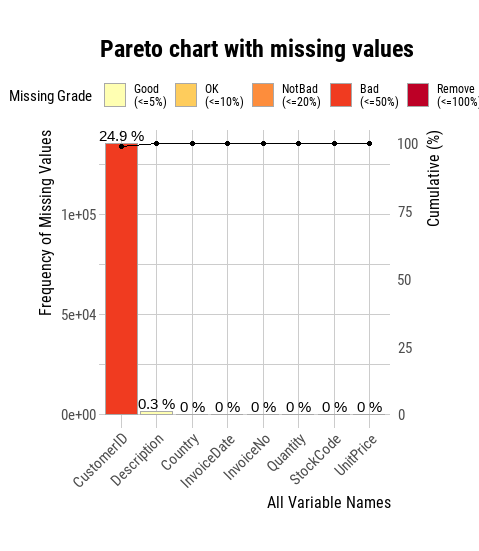 Pareto chart with missing values
Missing Grade
Good
(<=5%)
OK
(<=10%)
NotBad
(<=20%)
Bad
(<=50%)
Remove
(<=100%
Frequency of Missing Values
1e+05
5e+04
0e+00
24.9 %
0.3 %
0 %
0 %
0 %
0 %
0 %
0 %
100
75
50
25
0
Cumulative (%)
CustomerID
Description
Country
InvoiceDate
InvoiceNo
Quantity
StockCode
UnitPrice
All Variable Names